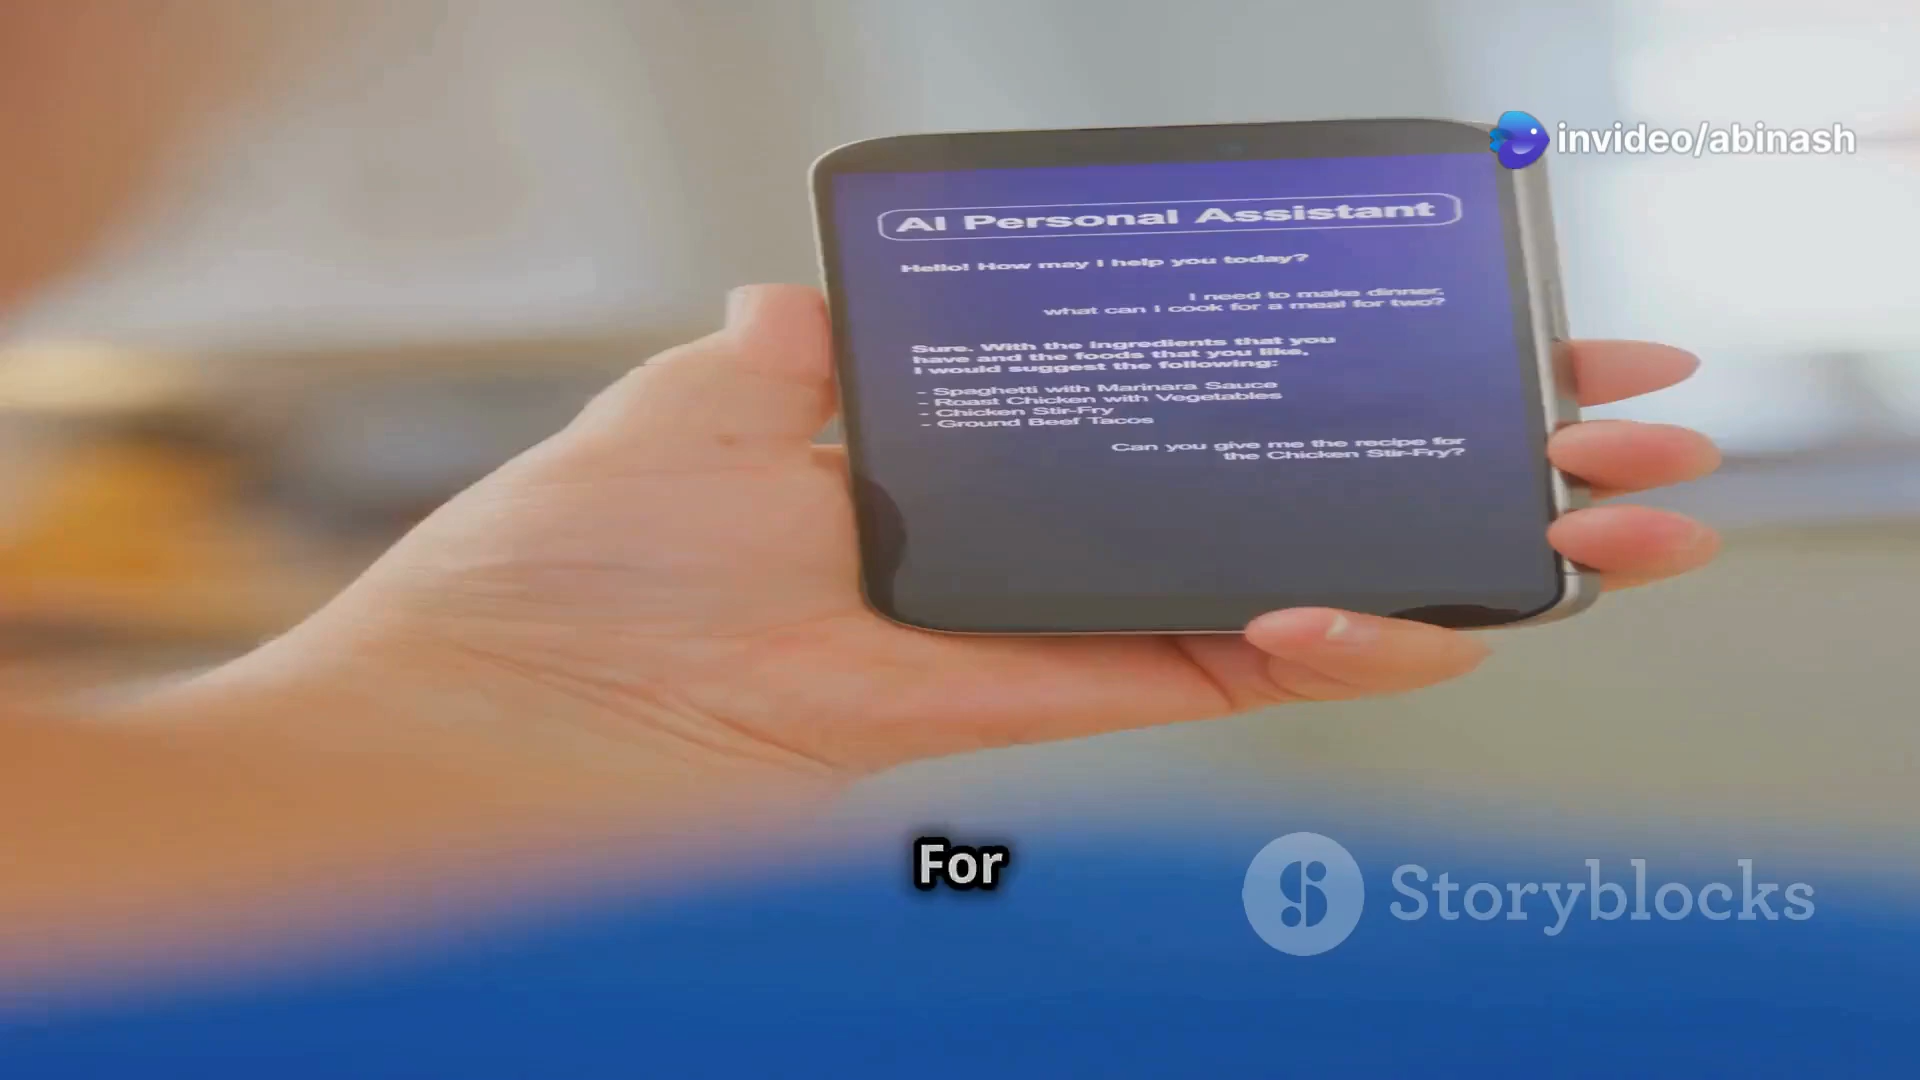 invideo/abinash
AI Personal Assistant
Hello! How may I help you today?
I need to make dinner,
what can I cook for a meal for two?
Sure. With the ingredients that you
have and the foods that you like,
I would suggest the following:
- Spaghetti with Marinara Sauce
- Roast Chicken with Vegetables
- Chicken Stir-Fry
- Ground Beef Tacos
Can you give me the recipe for
the Chicken Stir-Fry?
For
Storyblocks